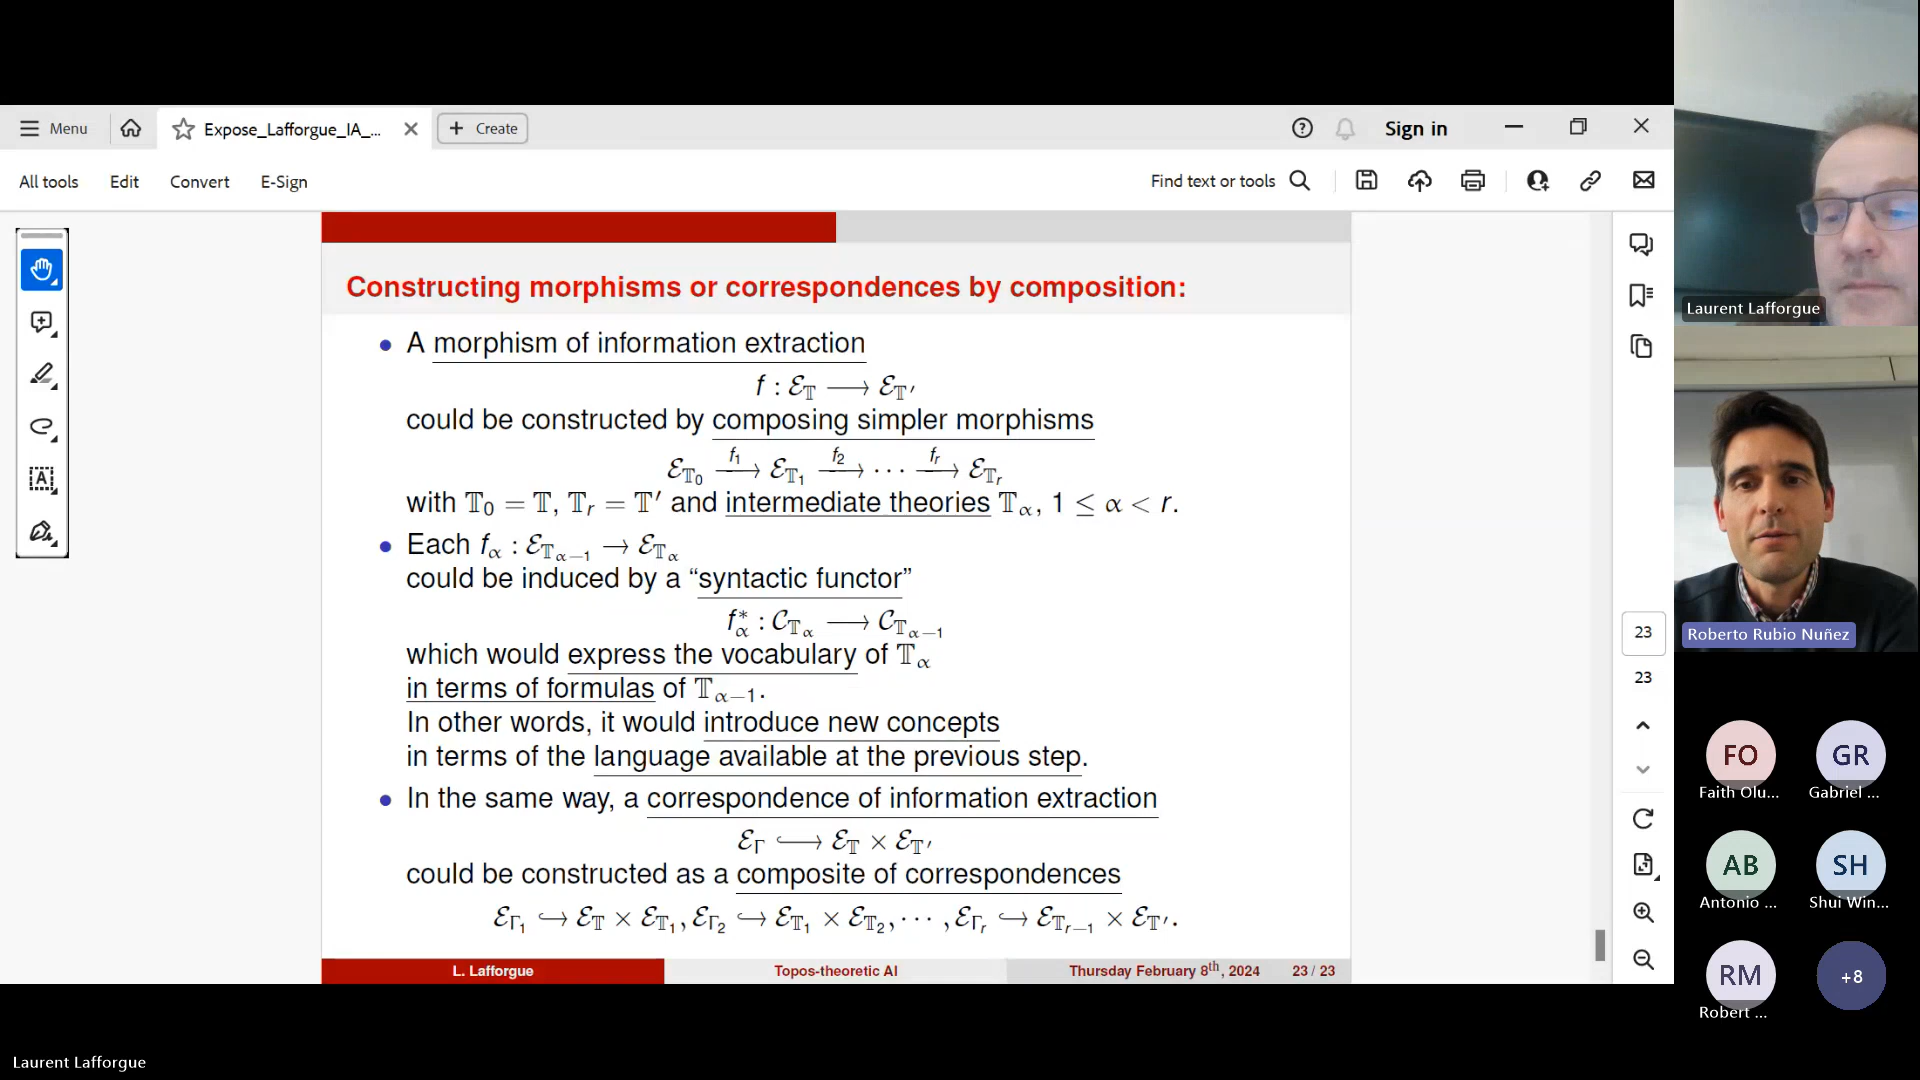 Menu
Expose_Lafforgue_IA_...
Create
Sign in
All tools
Edit
Convert
E-Sign
Find text or tools
Constructing morphisms or correspondences by composition:
• A morphism of information extraction
f : ℰ_𝕋 ⟶ ℰ_𝕋′
could be constructed by composing simpler morphisms
ℰ_𝕋₀ —f₁→ ℰ_𝕋₁ —f₂→ ··· —fᵣ→ ℰ_𝕋ᵣ
with 𝕋₀ = 𝕋, 𝕋ᵣ = 𝕋′ and intermediate theories 𝕋_α, 1 ≤ α < r.
• Each f_α : ℰ_𝕋_α−1 → ℰ_𝕋_α
could be induced by a “syntactic functor”
f*_α : 𝒞_𝕋_α ⟶ 𝒞_𝕋_α−1
which would express the vocabulary of 𝕋_α
in terms of formulas of 𝕋_α−1.
In other words, it would introduce new concepts
in terms of the language available at the previous step.
• In the same way, a correspondence of information extraction
ℰ_Γ ↪ ℰ_𝕋 × ℰ_𝕋′
could be constructed as a composite of correspondences
ℰ_Γ₁ ↪ ℰ_𝕋 × ℰ_𝕋₁, ℰ_Γ₂ ↪ ℰ_𝕋₁ × ℰ_𝕋₂, ··· , ℰ_Γᵣ ↪ ℰ_𝕋ᵣ₋₁ × ℰ_𝕋′.
L. Lafforgue
Topos-theoretic AI
Thursday February 8th, 2024
23 / 23
23
23
Laurent Lafforgue
Roberto Rubio Nuñez
FO
GR
Faith Olu...
Gabriel ...
AB
SH
Antonio ...
Shui Win...
RM
+8
Robert ...
Laurent Lafforgue